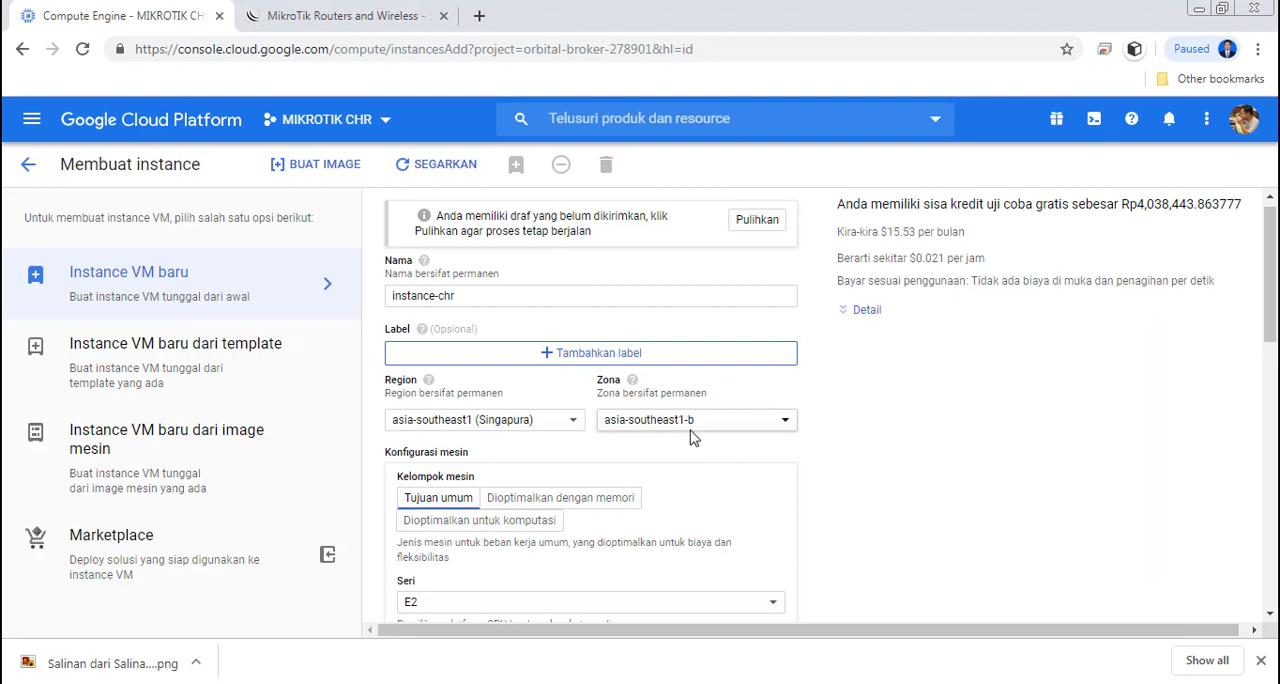 Compute Engine - MIKROTIK CH
MikroTik Routers and Wireless -
https://console.cloud.google.com/compute/instancesAdd?project=orbital-broker-278901&hl=id
Paused
Other bookmarks
Google Cloud Platform
MIKROTIK CHR
Telusuri produk dan resource
Membuat instance
BUAT IMAGE
SEGARKAN
Untuk membuat instance VM, pilih salah satu opsi berikut:
Instance VM baru
Buat instance VM tunggal dari awal
Instance VM baru dari template
Buat instance VM tunggal dari
template yang ada
Instance VM baru dari image
mesin
Buat instance VM tunggal
dari image mesin yang ada
Marketplace
Deploy solusi yang siap digunakan ke
instance VM
Anda memiliki draf yang belum dikirimkan, klik
Pulihkan agar proses tetap berjalan
Pulihkan
Nama
Nama bersifat permanen
instance-chr
Label (Opsional)
Tambahkan label
Region
Region bersifat permanen
asia-southeast1 (Singapura)
Zona
Zona bersifat permanen
asia-southeast1-b
Konfigurasi mesin
Kelompok mesin
Tujuan umum
Dioptimalkan dengan memori
Dioptimalkan untuk komputasi
Jenis mesin untuk beban kerja umum, yang dioptimalkan untuk biaya dan
fleksibilitas
Seri
E2
Anda memiliki sisa kredit uji coba gratis sebesar Rp4,038,443.863777
Kira-kira $15.53 per bulan
Berarti sekitar $0.021 per jam
Bayar sesuai penggunaan: Tidak ada biaya di muka dan penagihan per detik
Detail
Salinan dari Salina....png
Show all